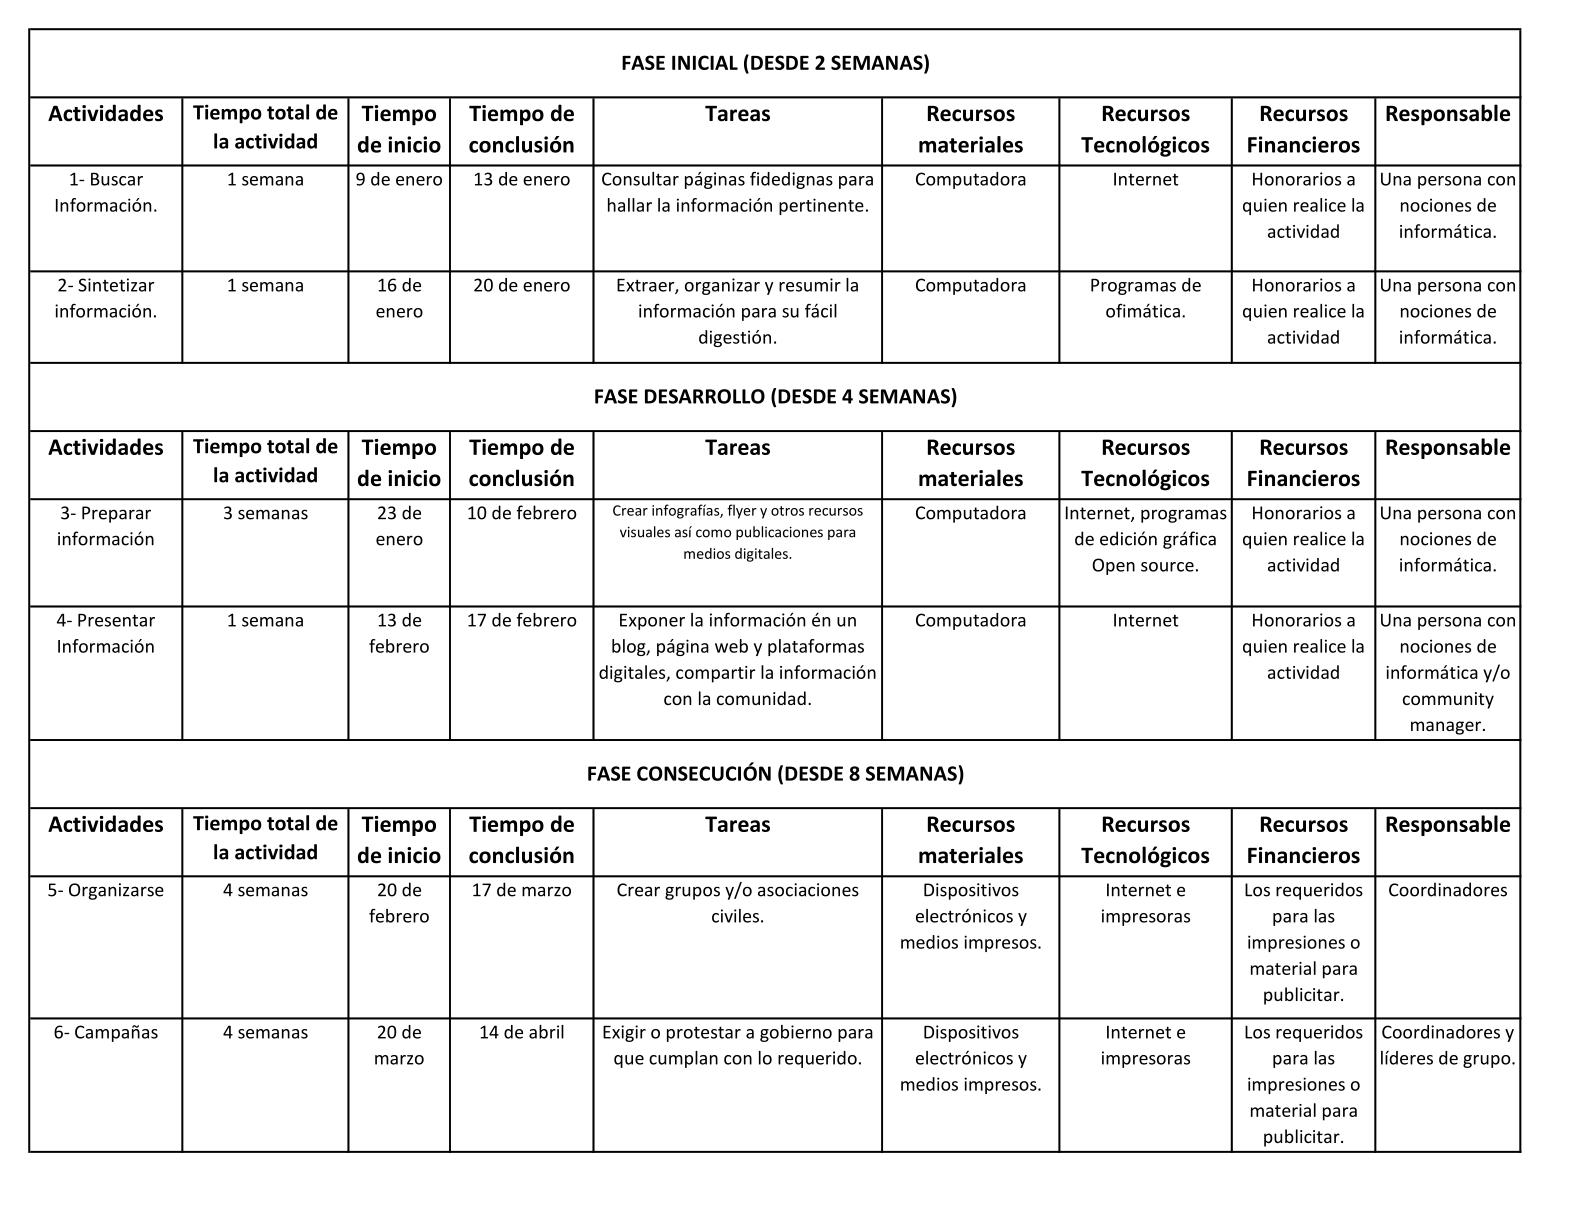 FASE INICIAL (DESDE 2 SEMANAS)
Actividades
Tiempo total de
la actividad
Tiempo
de inicio
Tiempo de
conclusión
Tareas
Recursos
materiales
Recursos
Tecnológicos
Recursos
Financieros
Responsable
1- Buscar
Información.
1 semana
9 de enero
13 de enero
Consultar páginas fidedignas para
hallar la información pertinente.
Computadora
Internet
Honorarios a
quien realice la
actividad
Una persona con
nociones de
informática.
2- Sintetizar
información.
1 semana
16 de
enero
20 de enero
Extraer, organizar y resumir la
información para su fácil
digestión.
Computadora
Programas de
ofimática.
Honorarios a
quien realice la
actividad
Una persona con
nociones de
informática.
FASE DESARROLLO (DESDE 4 SEMANAS)
Actividades
Tiempo total de
la actividad
Tiempo
de inicio
Tiempo de
conclusión
Tareas
Recursos
materiales
Recursos
Tecnológicos
Recursos
Financieros
Responsable
3- Preparar
información
3 semanas
23 de
enero
10 de febrero
Crear infografías, flyer y otros recursos
visuales así como publicaciones para
medios digitales.
Computadora
Internet, programas
de edición gráfica
Open source.
Honorarios a
quien realice la
actividad
Una persona con
nociones de
informática.
4- Presentar
Información
1 semana
13 de
febrero
17 de febrero
Exponer la información én un
blog, página web y plataformas
digitales, compartir la información
con la comunidad.
Computadora
Internet
Honorarios a
quien realice la
actividad
Una persona con
nociones de
informática y/o
community
manager.
FASE CONSECUCIÓN (DESDE 8 SEMANAS)
Actividades
Tiempo total de
la actividad
Tiempo
de inicio
Tiempo de
conclusión
Tareas
Recursos
materiales
Recursos
Tecnológicos
Recursos
Financieros
Responsable
5- Organizarse
4 semanas
20 de
febrero
17 de marzo
Crear grupos y/o asociaciones
civiles.
Dispositivos
electrónicos y
medios impresos.
Internet e
impresoras
Los requeridos
para las
impresiones o
material para
publicitar.
Coordinadores
6- Campañas
4 semanas
20 de
marzo
14 de abril
Exigir o protestar a gobierno para
que cumplan con lo requerido.
Dispositivos
electrónicos y
medios impresos.
Internet e
impresoras
Los requeridos
para las
impresiones o
material para
publicitar.
Coordinadores y
líderes de grupo.